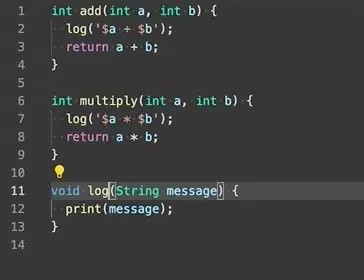 1 int add(int a, int b) {
2   log('$a + $b');
3   return a + b;
4 }
5
6 int multiply(int a, int b) {
7   log('$a * $b');
8   return a * b;
9 }
10
11 void log(String message) {
12   print(message);
13 }
14